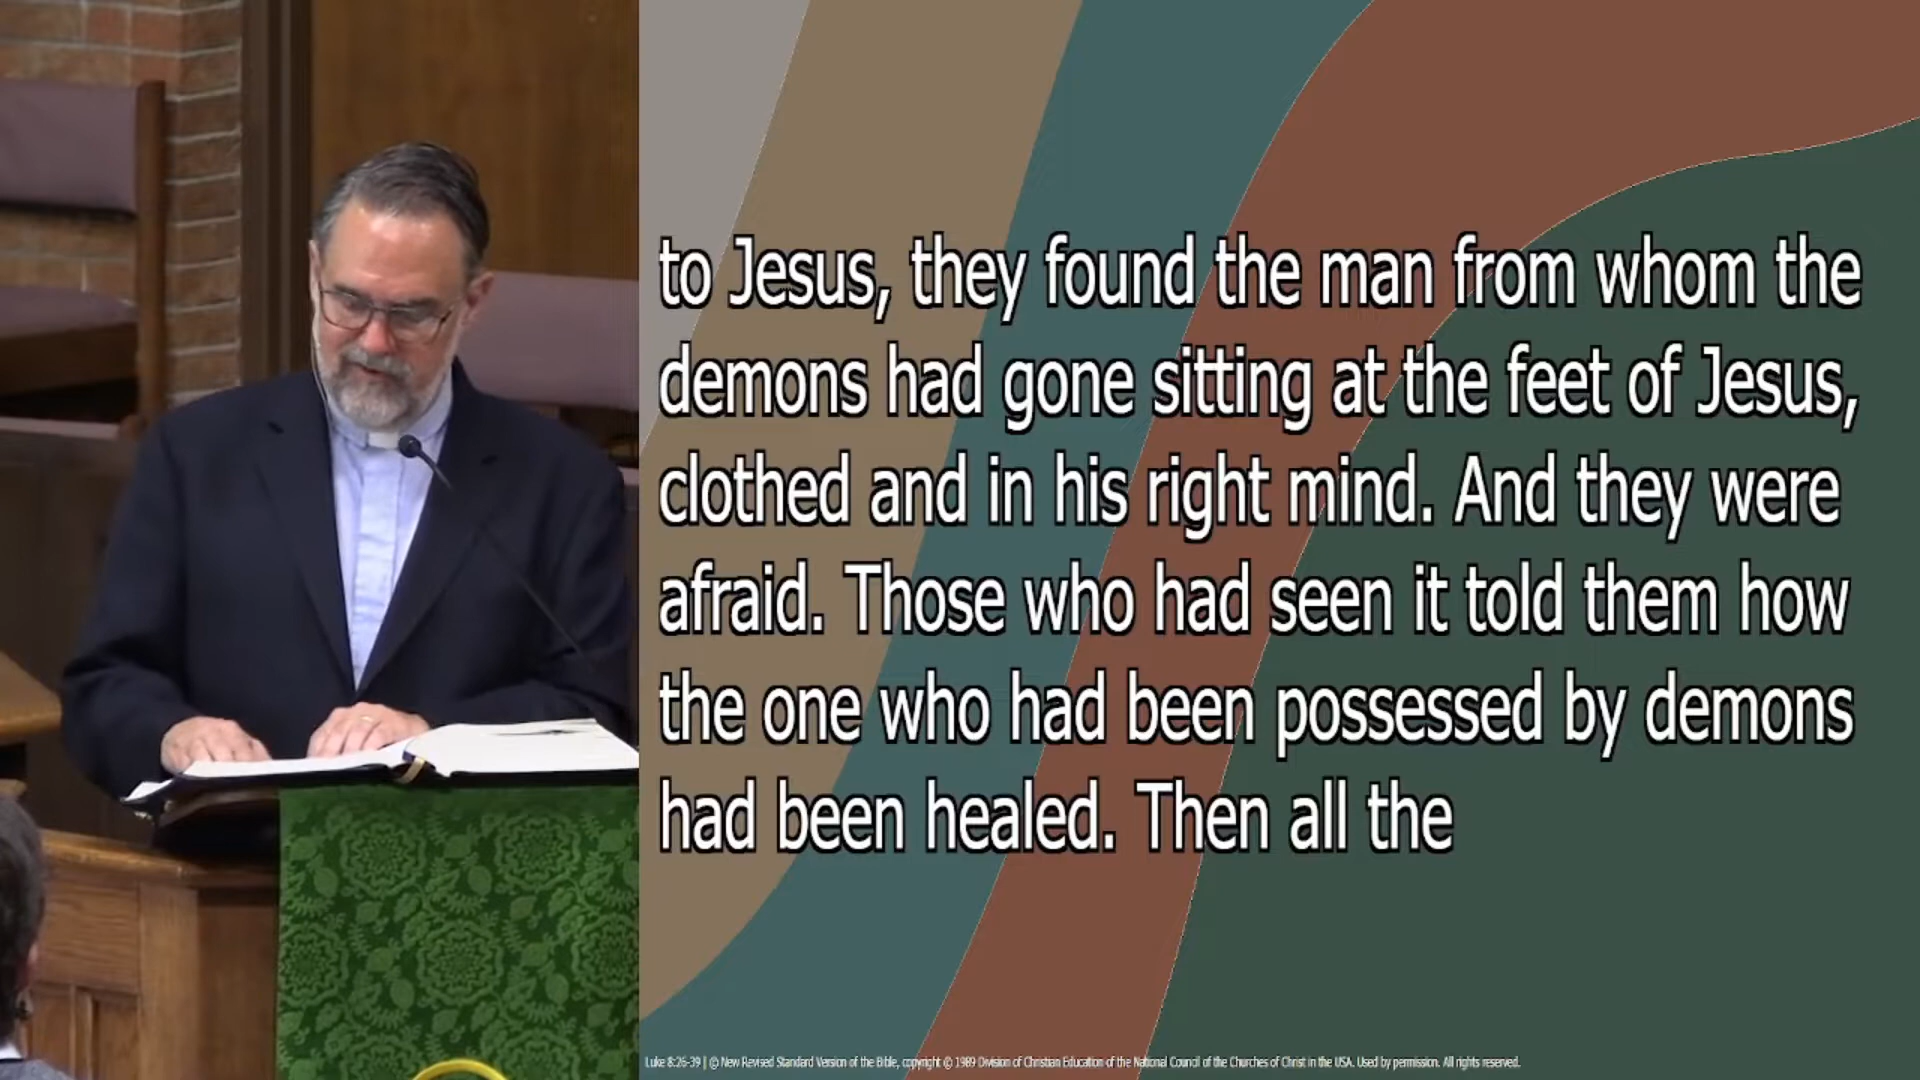 to Jesus, they found the man from whom the
demons had gone sitting at the feet of Jesus,
clothed and in his right mind. And they were
afraid. Those who had seen it told them how
the one who had been possessed by demons
had been healed. Then all the
Luke 8:26-39 | © New Revised Standard Version of the Bible, copyright © 1989 Division of Christian Education of the National Council of the Churches of Christ in the USA. Used by permission. All rights reserved.